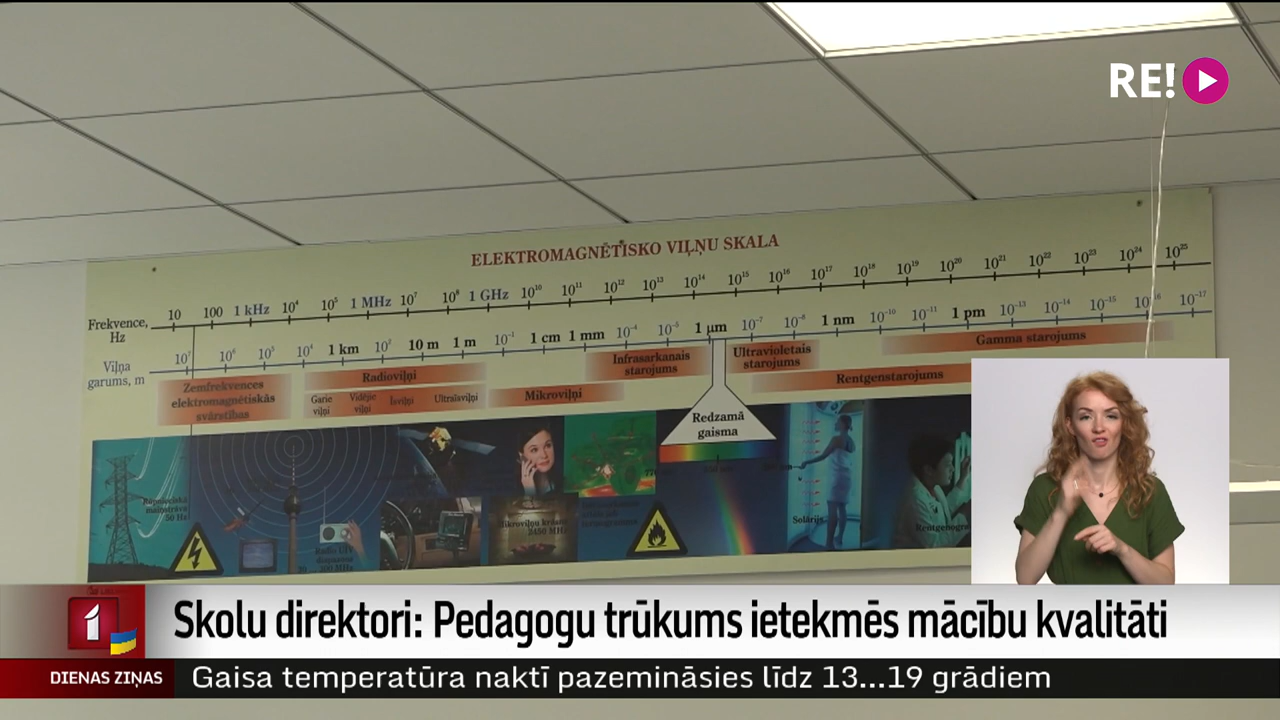 RE!
ELEKTROMAGNĒTISKO VIĻŅU SKALA
Frekvence, Hz
10 100 1 kHz 10⁴ 10⁵ 1 MHz 10⁷ 10⁸ 1 GHz 10¹⁰ 10¹¹ 10¹² 10¹³ 10¹⁴ 10¹⁵ 10¹⁶ 10¹⁷ 10¹⁸ 10¹⁹ 10²⁰ 10²¹ 10²² 10²³ 10²⁴ 10²⁵
Viļņa garums, m
10⁷ 10⁶ 10⁵ 10⁴ 1 km 10² 10 m 1 m 10⁻¹ 1 cm 1 mm 10⁻⁴ 10⁻⁵ 1 µm 10⁻⁷ 10⁻⁸ 1 nm 10⁻¹⁰ 10⁻¹¹ 1 pm 10⁻¹³ 10⁻¹⁴ 10⁻¹⁵ 10⁻¹⁶ 10⁻¹⁷
Zemfrekvences
elektromagnētiskās
svārstības
Radioviļņi
Garie viļņi
Vidējie viļņi
Īsviļņi
Ultraīsviļņi
Mikroviļņi
Infrasarkanais
starojums
Redzamā
gaisma
Ultravioletais
starojums
Rentgenstarojums
Gamma starojums
50 Hz
Mikroviļņu
2450 MHz
Solārijs
1
Skolu direktori: Pedagogu trūkums ietekmēs mācību kvalitāti
DIENAS ZIŅAS
Gaisa temperatūra naktī pazemināsies līdz 13...19 grādiem